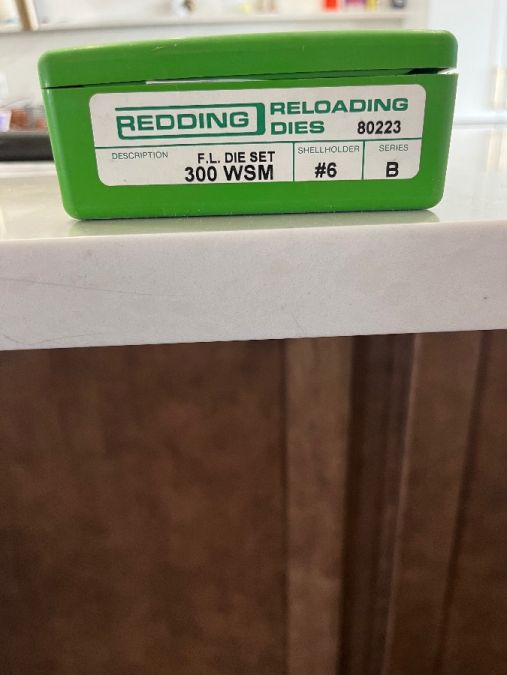 REDDING RELOADING
DIES 80223
DESCRIPTION F.L. DIE SET
300 WSM
SHELLHOLDER
#6
SERIES
B